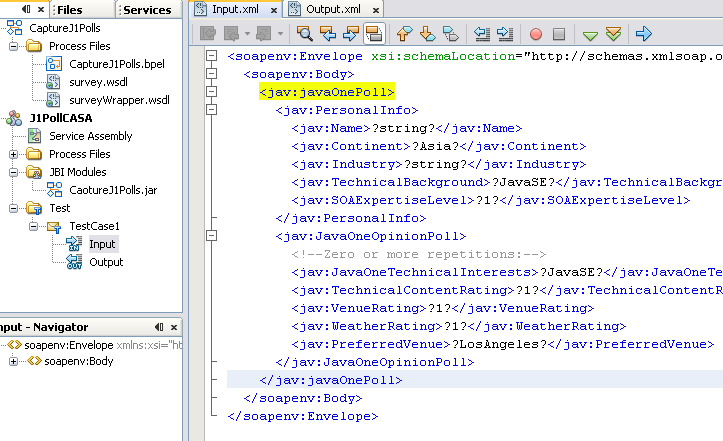 Files
Services
CaptureJ1Polls
Process Files
CaptureJ1Polls.bpel
survey.wsdl
surveyWrapper.wsdl
J1PollCASA
Service Assembly
Process Files
JBI Modules
CaotureJ1Polls.jar
Test
TestCase1
Input
Output
nput - Navigator
soapenv:Envelope xmlns:xsi="ht
soapenv:Body
Input.xml
Output.xml
<soapenv:Envelope xsi:schemaLocation="http://schemas.xmlsoap.o
<soapenv:Body>
<jav:javaOnePoll>
<jav:PersonalInfo>
<jav:Name>?string?</jav:Name>
<jav:Continent>?Asia?</jav:Continent>
<jav:Industry>?string?</jav:Industry>
<jav:TechnicalBackground>?JavaSE?</jav:TechnicalBackgr
<jav:SOAExpertiseLevel>?1?</jav:SOAExpertiseLevel>
</jav:PersonalInfo>
<jav:JavaOneOpinionPoll>
<!--Zero or more repetitions:-->
<jav:JavaOneTechnicalInterests>?JavaSE?</jav:JavaOneTe
<jav:TechnicalContentRating>?1?</jav:TechnicalContentR
<jav:VenueRating>?1?</jav:VenueRating>
<jav:WeatherRating>?1?</jav:WeatherRating>
<jav:PreferredVenue>?LosAngeles?</jav:PreferredVenue>
</jav:JavaOneOpinionPoll>
</jav:javaOnePoll>
</soapenv:Body>
</soapenv:Envelope>